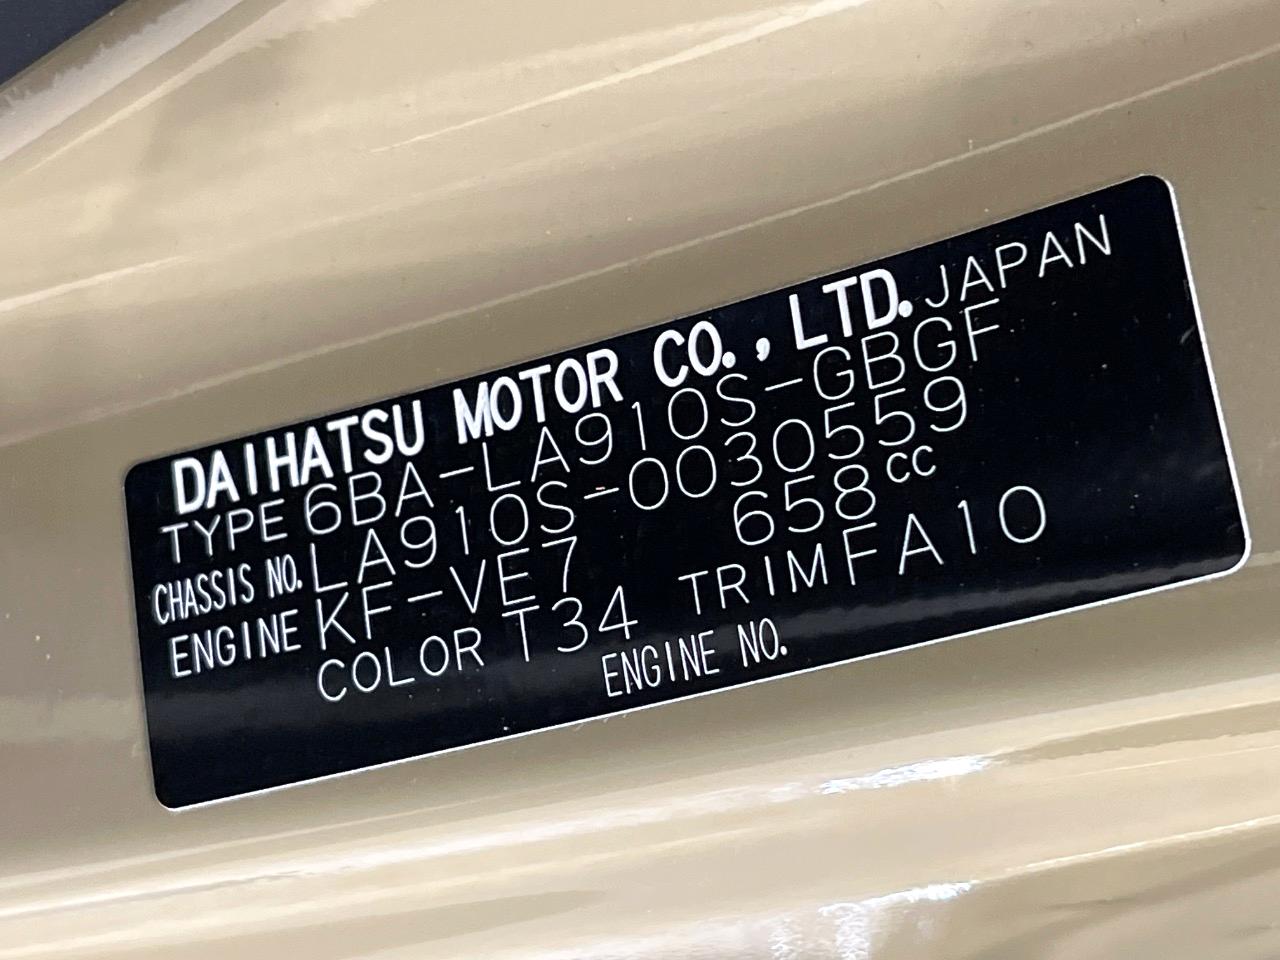 DAIHATSU MOTOR CO., LTD. JAPAN
TYPE 6BA-LA910S-GBGF
CHASSIS NO. LA910S-0030559
ENGINE KF-VE7 658cc
COLOR T34 TRIM FA10
ENGINE NO.